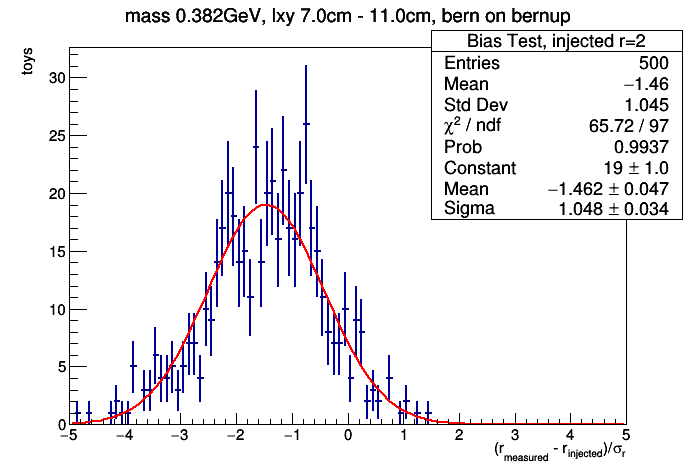 mass 0.382GeV, lxy 7.0cm - 11.0cm, bern on bernup
Bias Test, injected r=2
Entries 500
Mean −1.46
Std Dev 1.045
χ² / ndf 65.72 / 97
Prob 0.9937
Constant 19 ± 1.0
Mean −1.462 ± 0.047
Sigma 1.048 ± 0.034
toys
30
25
20
15
10
5
0
−5 −4 −3 −2 −1 0 1 2 3 4 5
(r_measured - r_injected)/σ_r